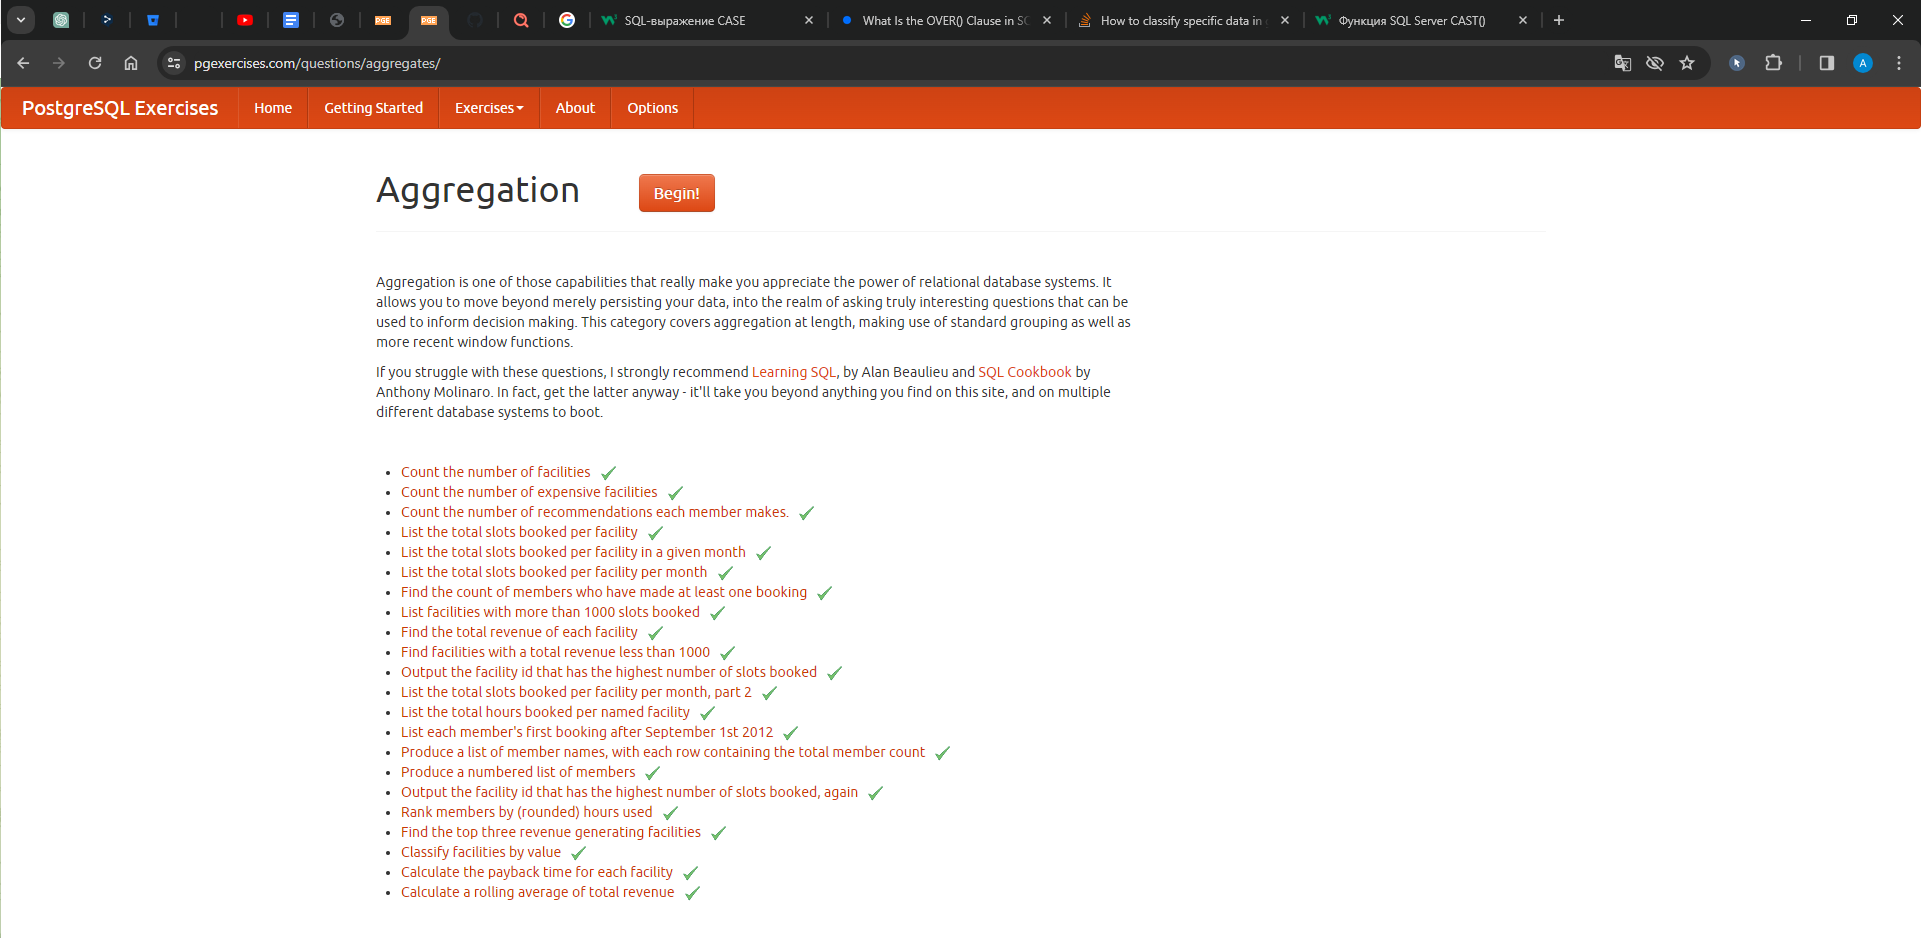 SQL-выражение CASE
What Is the OVER() Clause in SC
How to classify specific data in
Функция SQL Server CAST()
pgexercises.com/questions/aggregates/
A
PostgreSQL Exercises
Home
Getting Started
Exercises
About
Options
Aggregation
Begin!
Aggregation is one of those capabilities that really make you appreciate the power of relational database systems. It
allows you to move beyond merely persisting your data, into the realm of asking truly interesting questions that can be
used to inform decision making. This category covers aggregation at length, making use of standard grouping as well as
more recent window functions.
If you struggle with these questions, I strongly recommend Learning SQL, by Alan Beaulieu and SQL Cookbook by
Anthony Molinaro. In fact, get the latter anyway - it'll take you beyond anything you find on this site, and on multiple
different database systems to boot.
Count the number of facilities
Count the number of expensive facilities
Count the number of recommendations each member makes.
List the total slots booked per facility
List the total slots booked per facility in a given month
List the total slots booked per facility per month
Find the count of members who have made at least one booking
List facilities with more than 1000 slots booked
Find the total revenue of each facility
Find facilities with a total revenue less than 1000
Output the facility id that has the highest number of slots booked
List the total slots booked per facility per month, part 2
List the total hours booked per named facility
List each member's first booking after September 1st 2012
Produce a list of member names, with each row containing the total member count
Produce a numbered list of members
Output the facility id that has the highest number of slots booked, again
Rank members by (rounded) hours used
Find the top three revenue generating facilities
Classify facilities by value
Calculate the payback time for each facility
Calculate a rolling average of total revenue